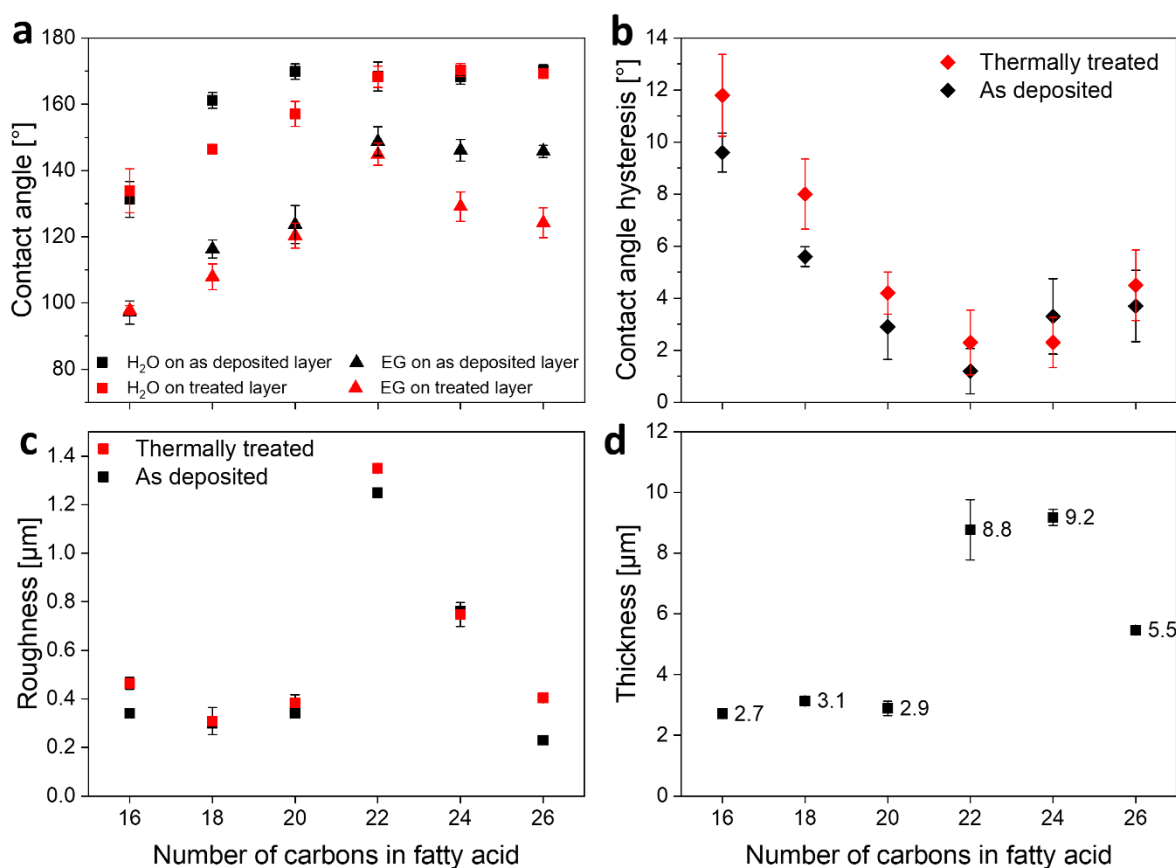 a
180
160
140
120
100
80
Contact angle [°]
H₂O on as deposited layer
EG on as deposited layer
H₂O on treated layer
EG on treated layer
b
14
12
10
8
6
4
2
0
Contact angle hysteresis [°]
Thermally treated
As deposited
c
1.4
1.2
1.0
0.8
0.6
0.4
0.2
0.0
Roughness [µm]
Thermally treated
As deposited
16 18 20 22 24 26
Number of carbons in fatty acid
d
12
10
8
6
4
2
0
Thickness [µm]
2.7
3.1
2.9
8.8
9.2
5.5
16 18 20 22 24 26
Number of carbons in fatty acid